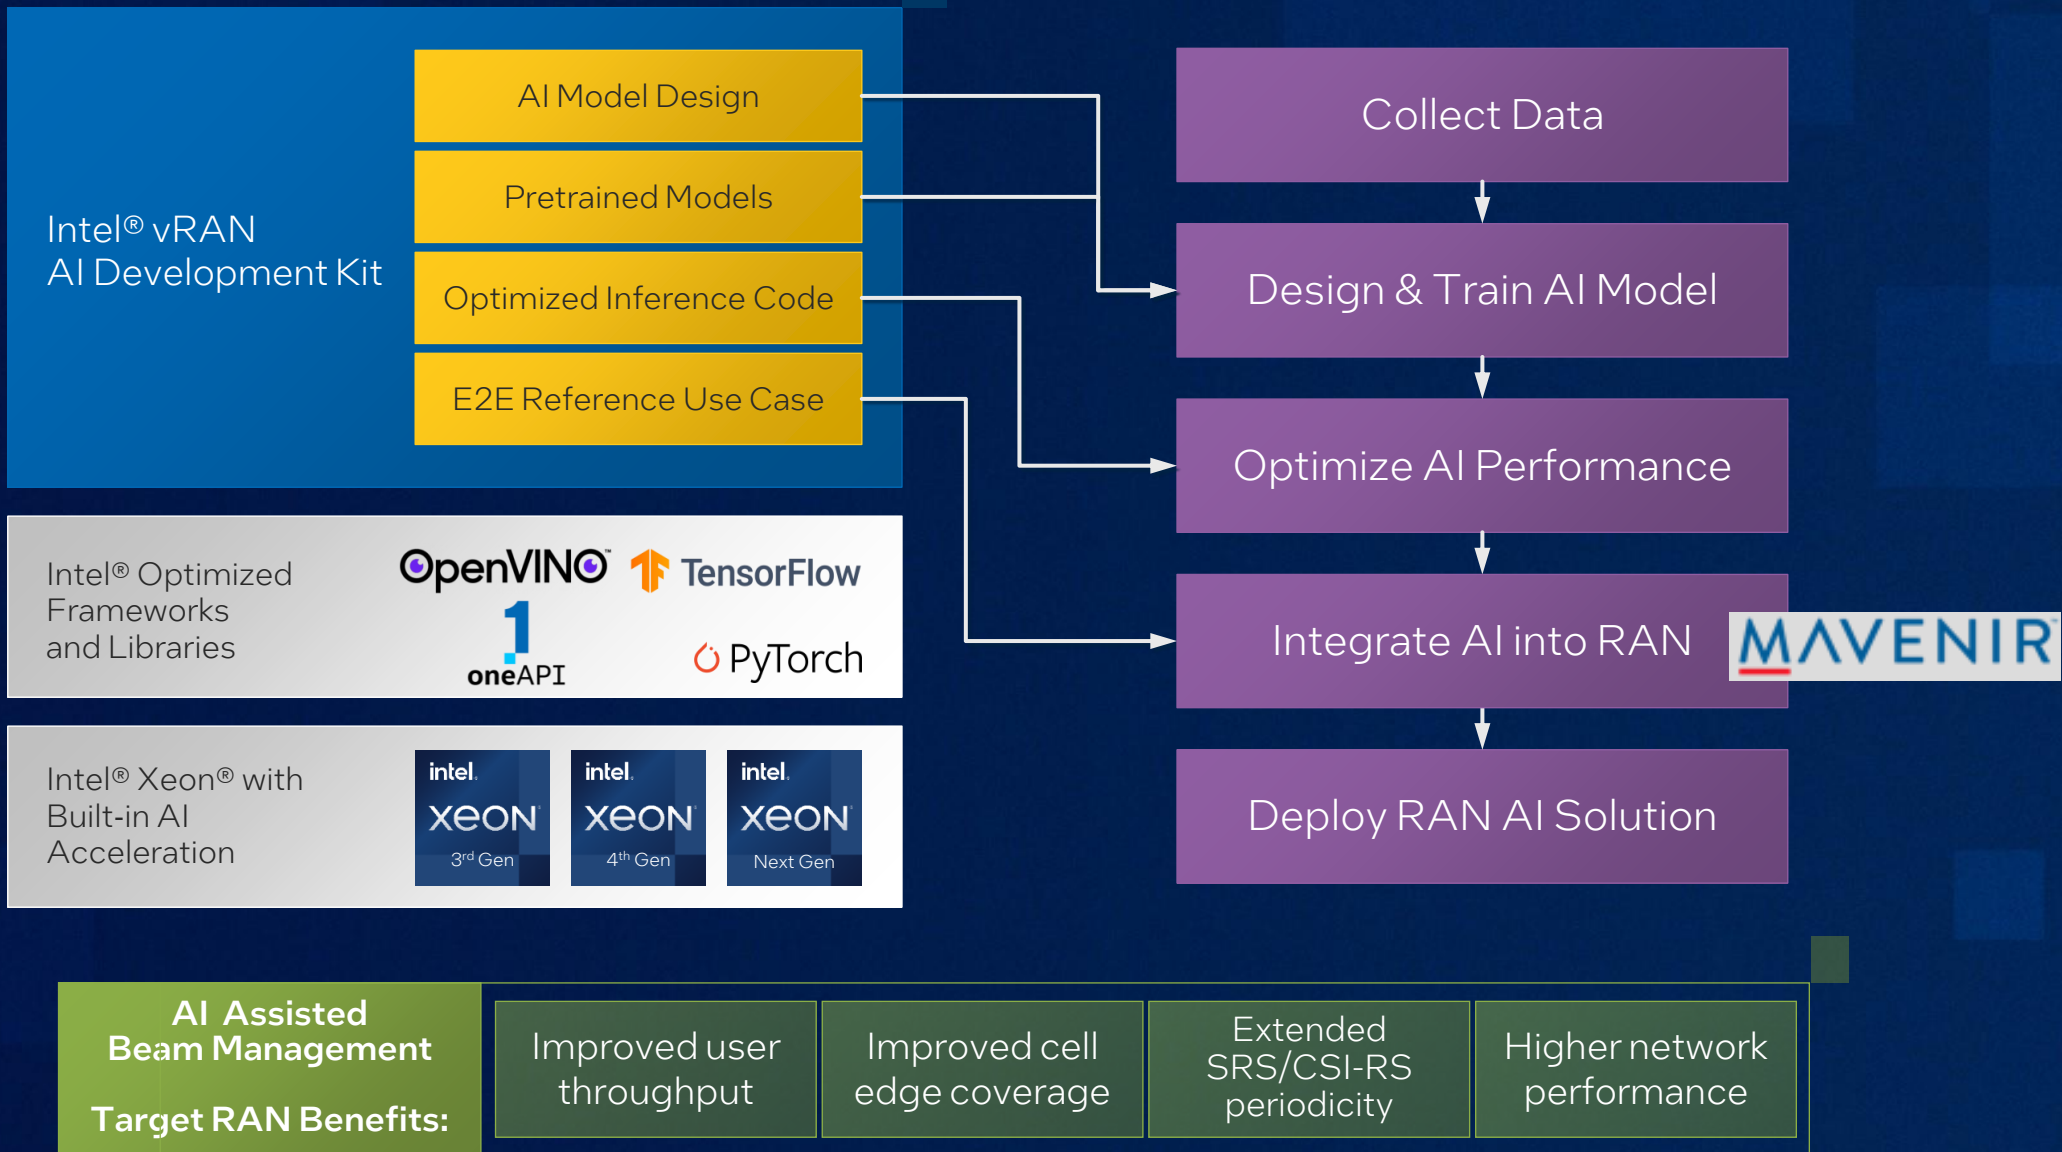 Intel® vRAN
AI Development Kit
AI Model Design
Pretrained Models
Optimized Inference Code
E2E Reference Use Case
Collect Data
Design & Train AI Model
Optimize AI Performance
Integrate AI into RAN
MAVENIR™
Deploy RAN AI Solution
Intel® Optimized
Frameworks
and Libraries
OpenVINO™
TensorFlow
1
oneAPI
PyTorch
Intel® Xeon® with
Built-in AI
Acceleration
intel.
xeon®
3rd Gen
intel.
xeon®
4th Gen
intel.
xeon®
Next Gen
AI Assisted
Beam Management
Target RAN Benefits:
Improved user
throughput
Improved cell
edge coverage
Extended
SRS/CSI-RS
periodicity
Higher network
performance